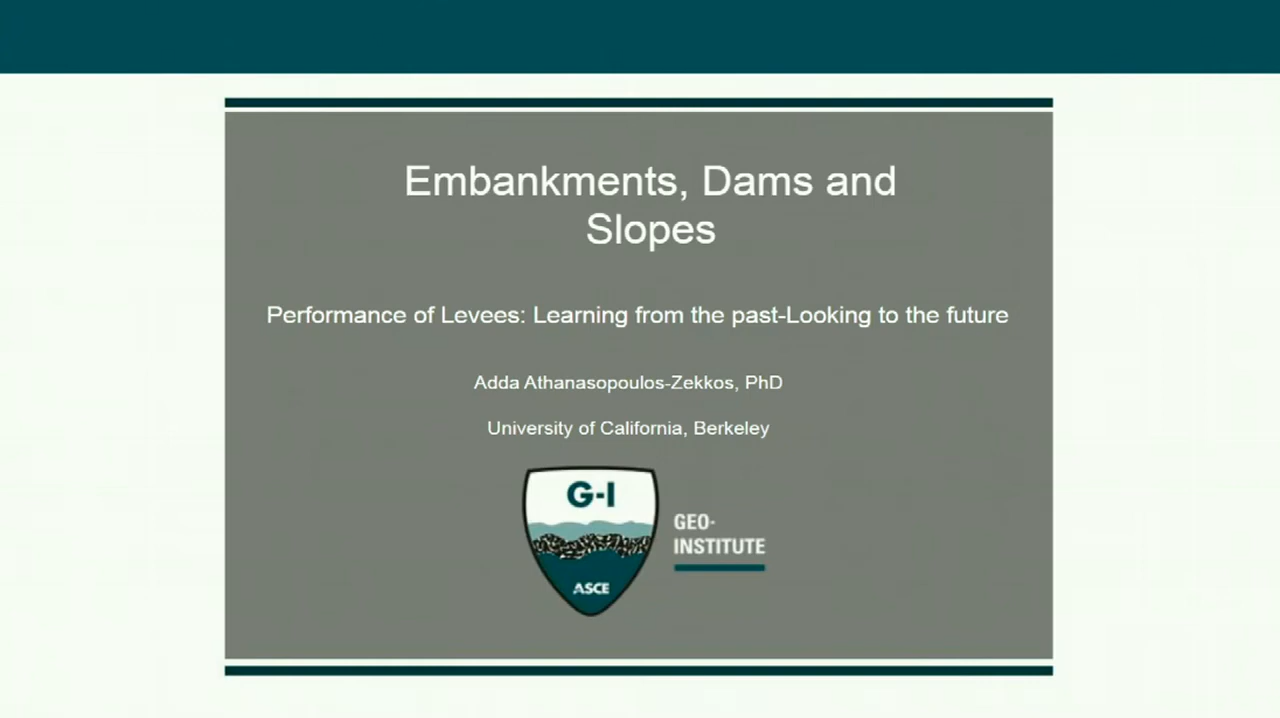 Embankments, Dams and
Slopes
Performance of Levees: Learning from the past-Looking to the future
Adda Athanasopoulos-Zekkos, PhD
University of California, Berkeley
G-I
GEO-
INSTITUTE
ASCE